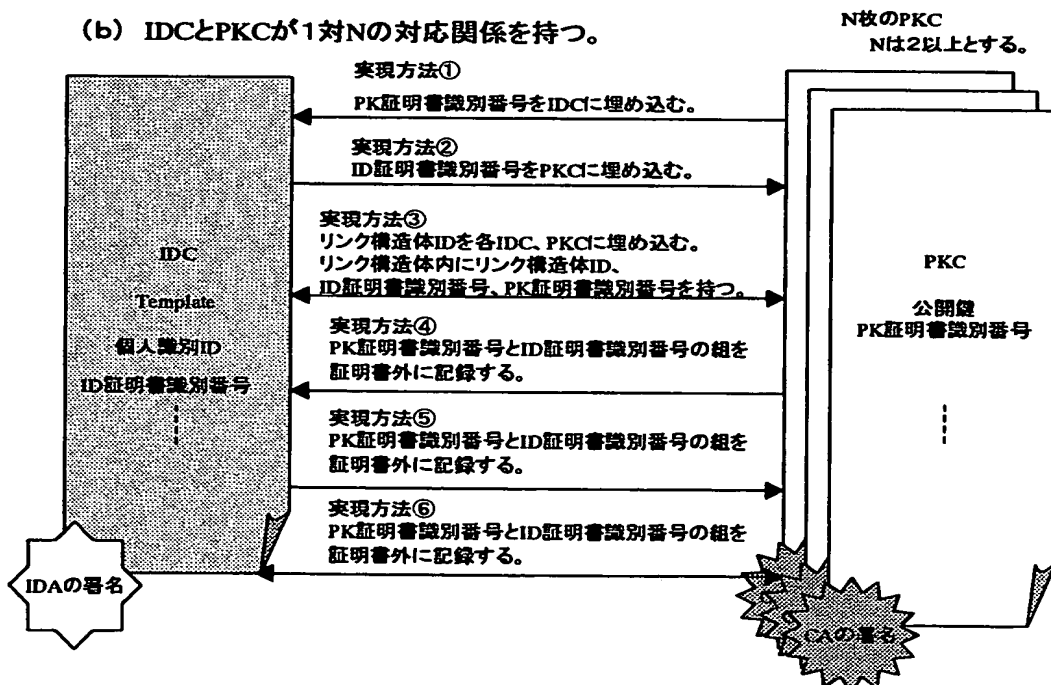 (b) IDCとPKCが1対Nの対応関係を持つ。
N枚のPKC
Nは2以上とする。
実現方法①
PK証明書識別番号をIDCに埋め込む。
実現方法②
ID証明書識別番号をPKCに埋め込む。
実現方法③
リンク構造体IDを各IDC、PKCに埋め込む。
リンク構造体内にリンク構造体ID、
ID証明書識別番号、PK証明書識別番号を持つ。
実現方法④
PK証明書識別番号とID証明書識別番号の組を
証明書外に記録する。
実現方法⑤
PK証明書識別番号とID証明書識別番号の組を
証明書外に記録する。
実現方法⑥
PK証明書識別番号とID証明書識別番号の組を
証明書外に記録する。
IDC
Template
個人識別ID
ID証明書識別番号
IDAの署名
PKC
公開鍵
PK証明書識別番号
CAの署名